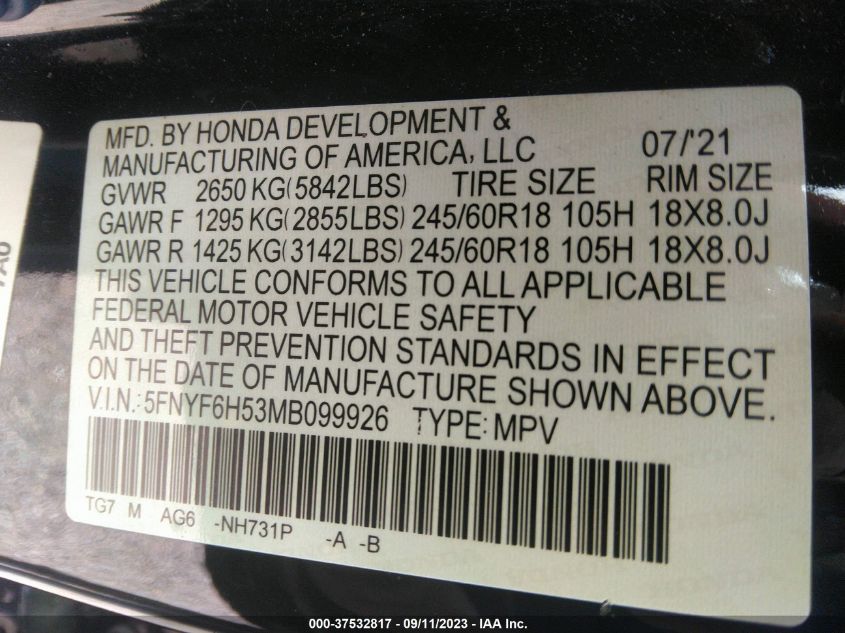 MFD. BY HONDA DEVELOPMENT &
MANUFACTURING OF AMERICA, LLC 07/'21
GVWR 2650 KG(5842LBS) TIRE SIZE RIM SIZE
GAWR F 1295 KG(2855LBS) 245/60R18 105H 18X8.0J
GAWR R 1425 KG(3142LBS) 245/60R18 105H 18X8.0J
THIS VEHICLE CONFORMS TO ALL APPLICABLE
FEDERAL MOTOR VEHICLE SAFETY
AND THEFT PREVENTION STANDARDS IN EFFECT
ON THE DATE OF MANUFACTURE SHOWN ABOVE.
V.I.N.: 5FNYF6H53MB099926 TYPE: MPV
TG7 M AG6 -NH731P -A -B
000-37532817 - 09/11/2023 - IAA Inc.